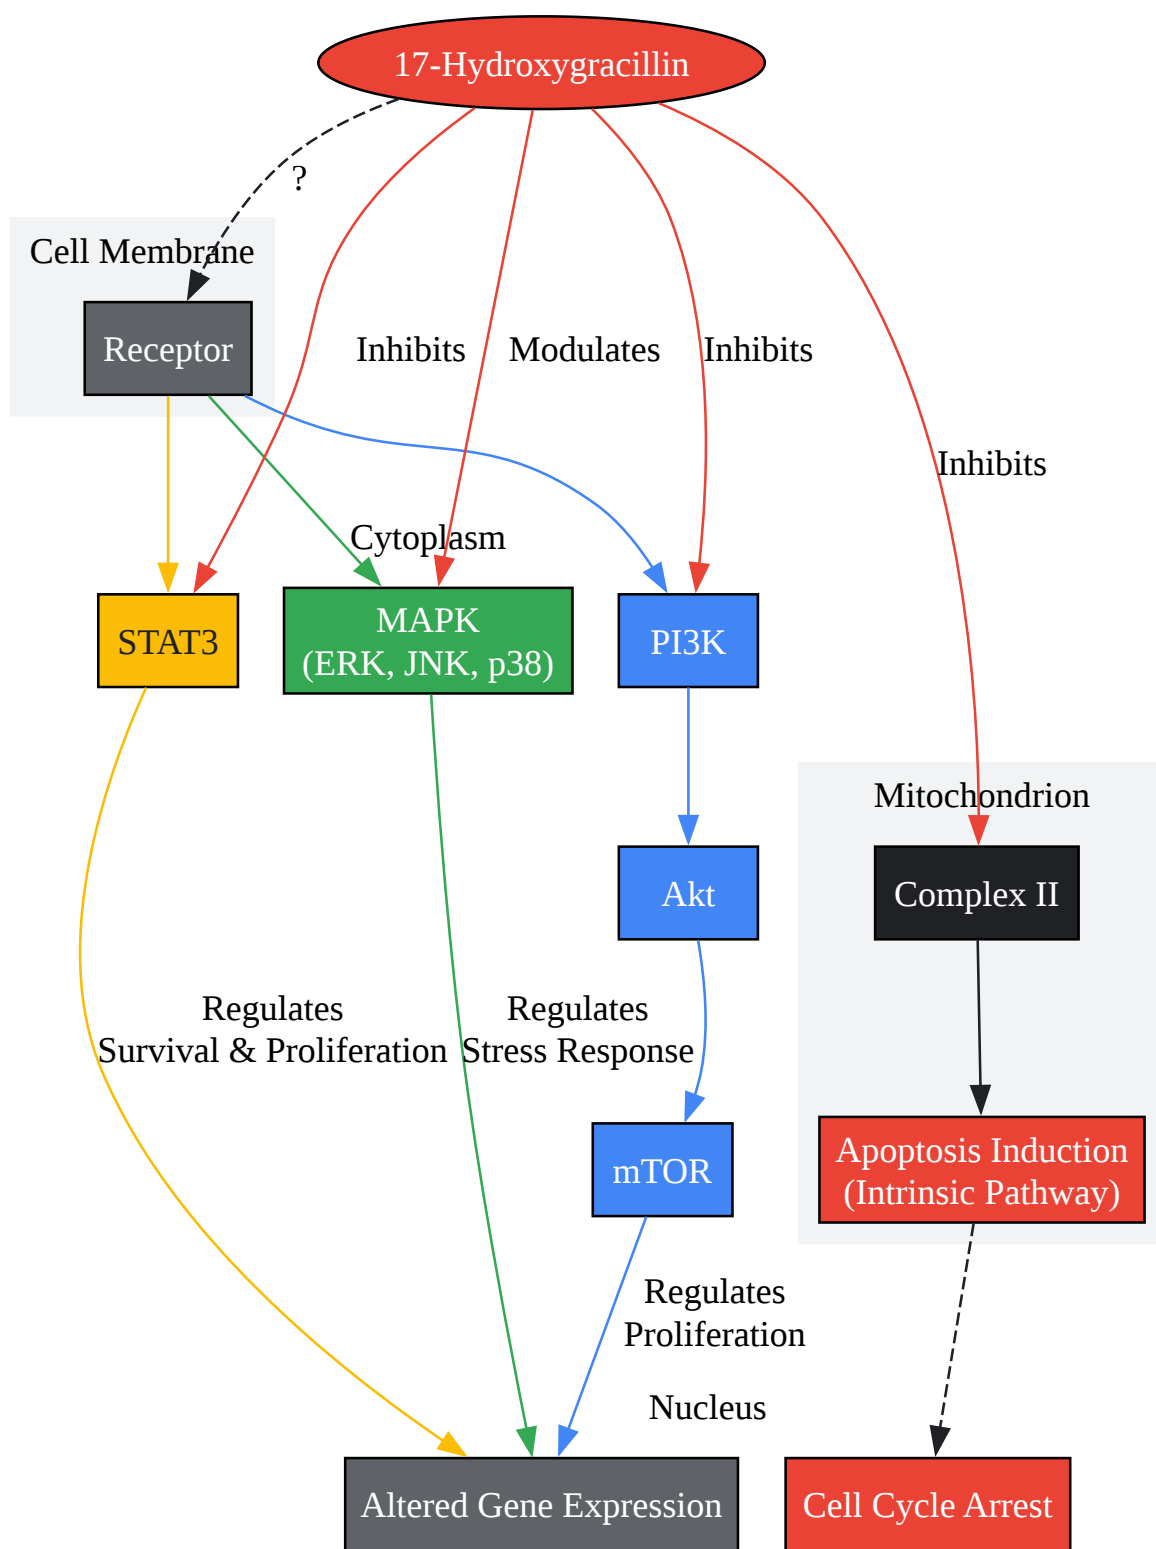 17-Hydroxygracillin
?
Cell Membrane
Receptor
Inhibits
Modulates
Inhibits
Inhibits
Cytoplasm
STAT3
MAPK
(ERK, JNK, p38)
PI3K
Mitochondrion
Akt
Complex II
Regulates
Survival & Proliferation
Regulates
Stress Response
mTOR
Apoptosis Induction
(Intrinsic Pathway)
Regulates
Proliferation
Nucleus
Altered Gene Expression
Cell Cycle Arrest